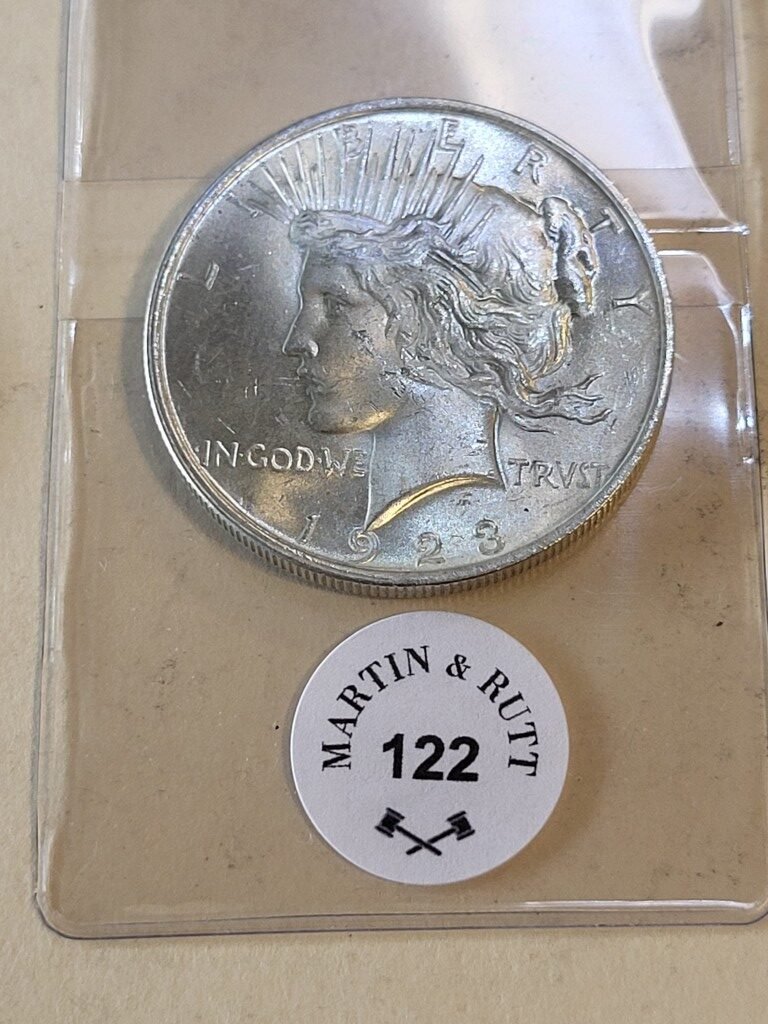 LIBERTY
IN·GOD·WE TRVST
1923
MARTIN & RUTT
122